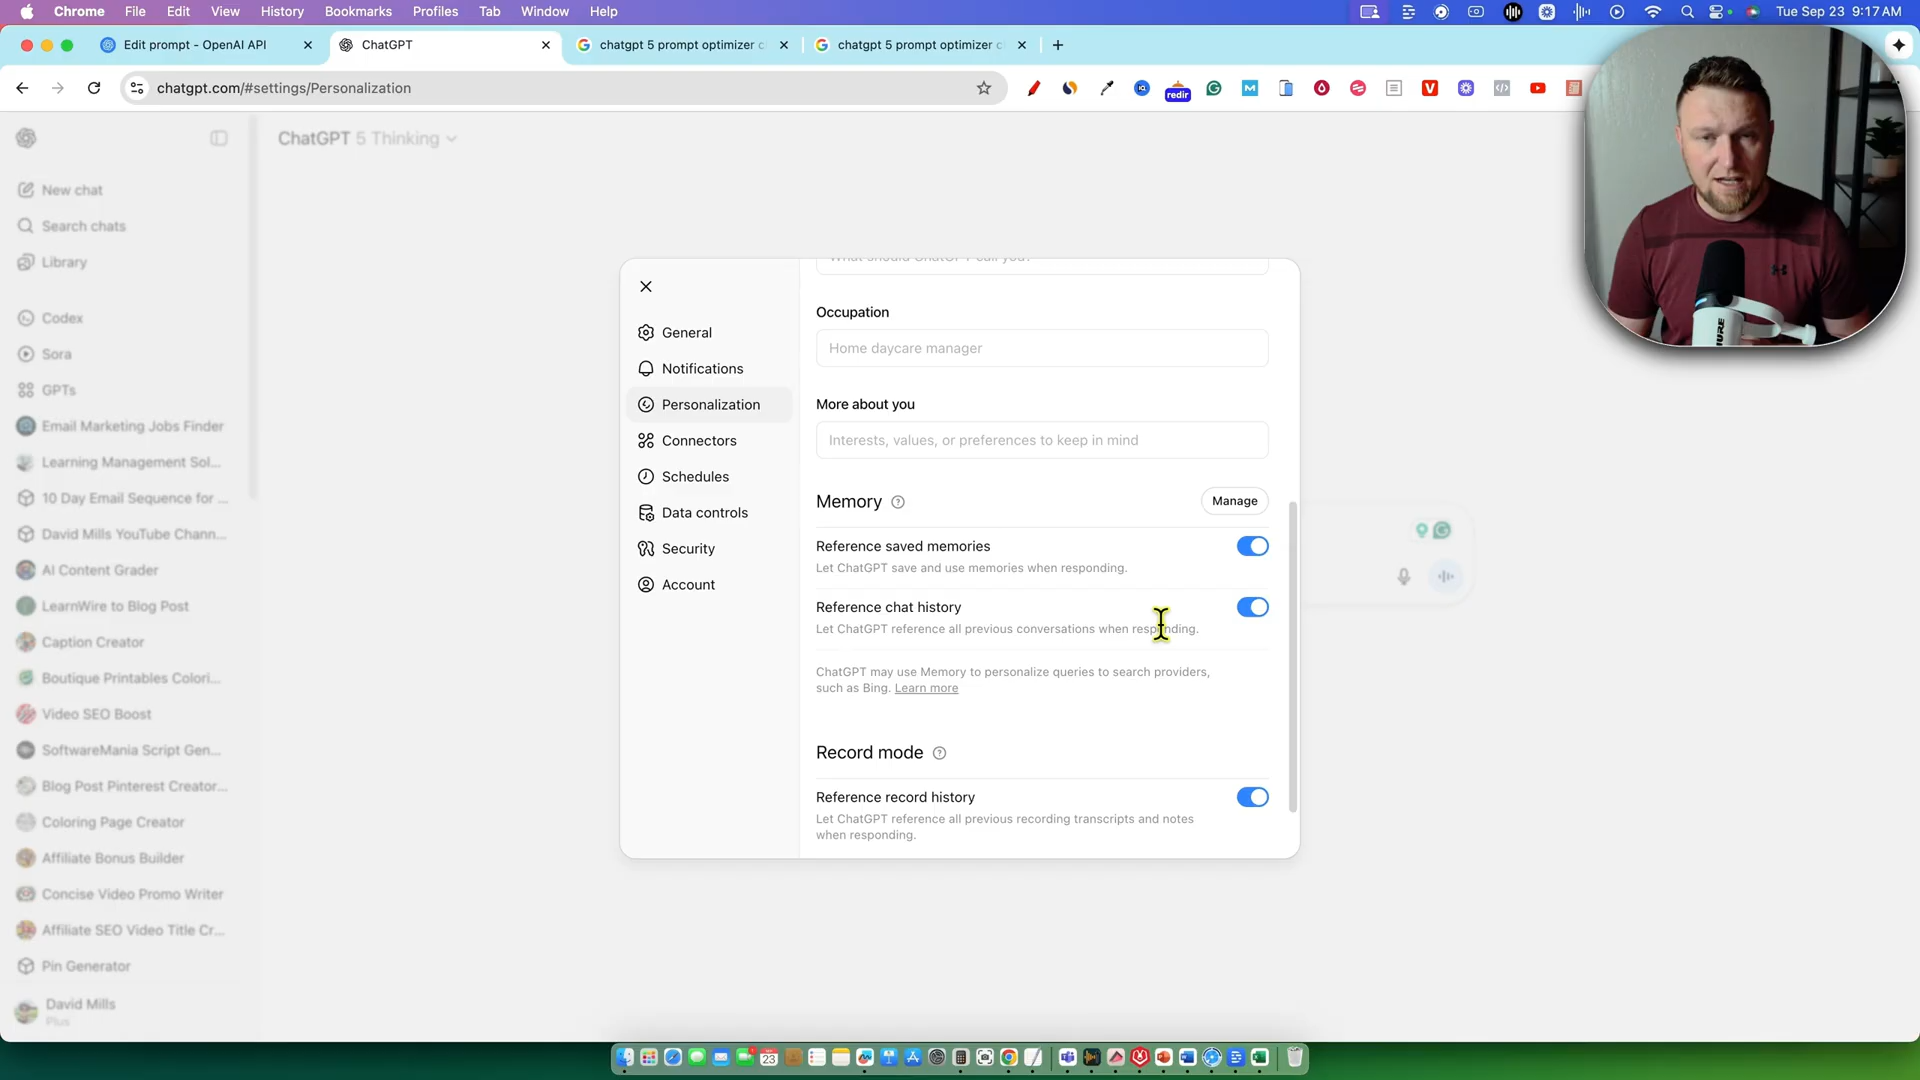 Chrome File Edit View History Bookmarks Profiles Tab Window Help
Tue Sep 23 9:17 AM
Edit prompt - OpenAI API
ChatGPT
chatgpt 5 prompt optimizer
chatgpt 5 prompt optimizer
chatgpt.com/#settings/Personalization
redir
ChatGPT 5 Thinking
New chat
Search chats
Library
Codex
Sora
GPTs
Email Marketing Jobs Finder
Learning Management Sol...
10 Day Email Sequence for ...
David Mills YouTube Chann...
AI Content Grader
LearnWire to Blog Post
Caption Creator
Boutique Printables Colori...
Video SEO Boost
SoftwareMania Script Gen...
Blog Post Pinterest Creator...
Coloring Page Creator
Affiliate Bonus Builder
Concise Video Promo Writer
Affiliate SEO Video Title Cr...
Pin Generator
David Mills
Plus
General
Notifications
Personalization
Connectors
Schedules
Data controls
Security
Account
What should ChatGPT call you?
Occupation
Home daycare manager
More about you
Interests, values, or preferences to keep in mind
Memory
Manage
Reference saved memories
Let ChatGPT save and use memories when responding.
Reference chat history
Let ChatGPT reference all previous conversations when responding.
ChatGPT may use Memory to personalize queries to search providers,
such as Bing. Learn more
Record mode
Reference record history
Let ChatGPT reference all previous recording transcripts and notes
when responding.
23